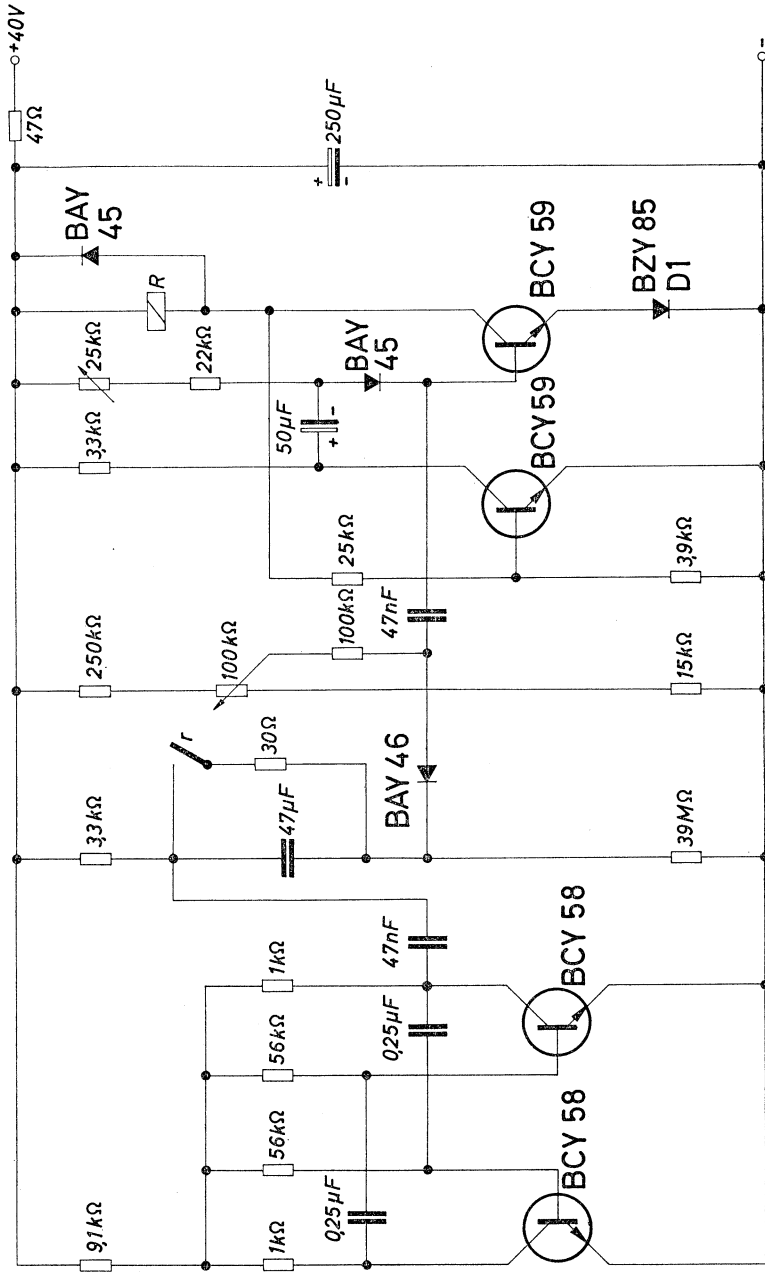 +40V
47Ω
9,1kΩ
3,3kΩ
250kΩ
3,3kΩ
25kΩ
BAY
45
R
r
22kΩ
100kΩ
1kΩ
56kΩ
56kΩ
1kΩ
47µF
30Ω
100kΩ
25kΩ
50µF
+ -
+
-
250µF
BAY
45
0,25µF
0,25µF
47nF
BAY 46
47nF
BCY 58
BCY 58
BCY 59
BCY 59
39MΩ
15kΩ
3,9kΩ
BZY 85
D1
-